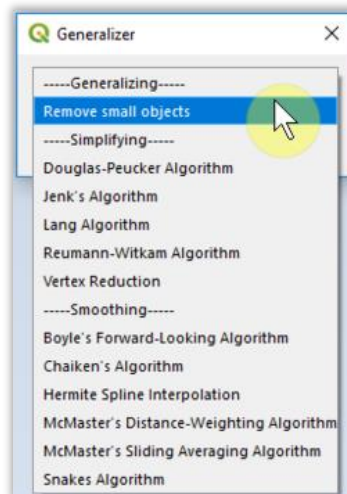 Generalizer
-----Generalizing-----
Remove small objects
-----Simplifying-----
Douglas-Peucker Algorithm
Jenk's Algorithm
Lang Algorithm
Reumann-Witkam Algorithm
Vertex Reduction
-----Smoothing-----
Boyle's Forward-Looking Algorithm
Chaiken's Algorithm
Hermite Spline Interpolation
McMaster's Distance-Weighting Algorithm
McMaster's Sliding Averaging Algorithm
Snakes Algorithm